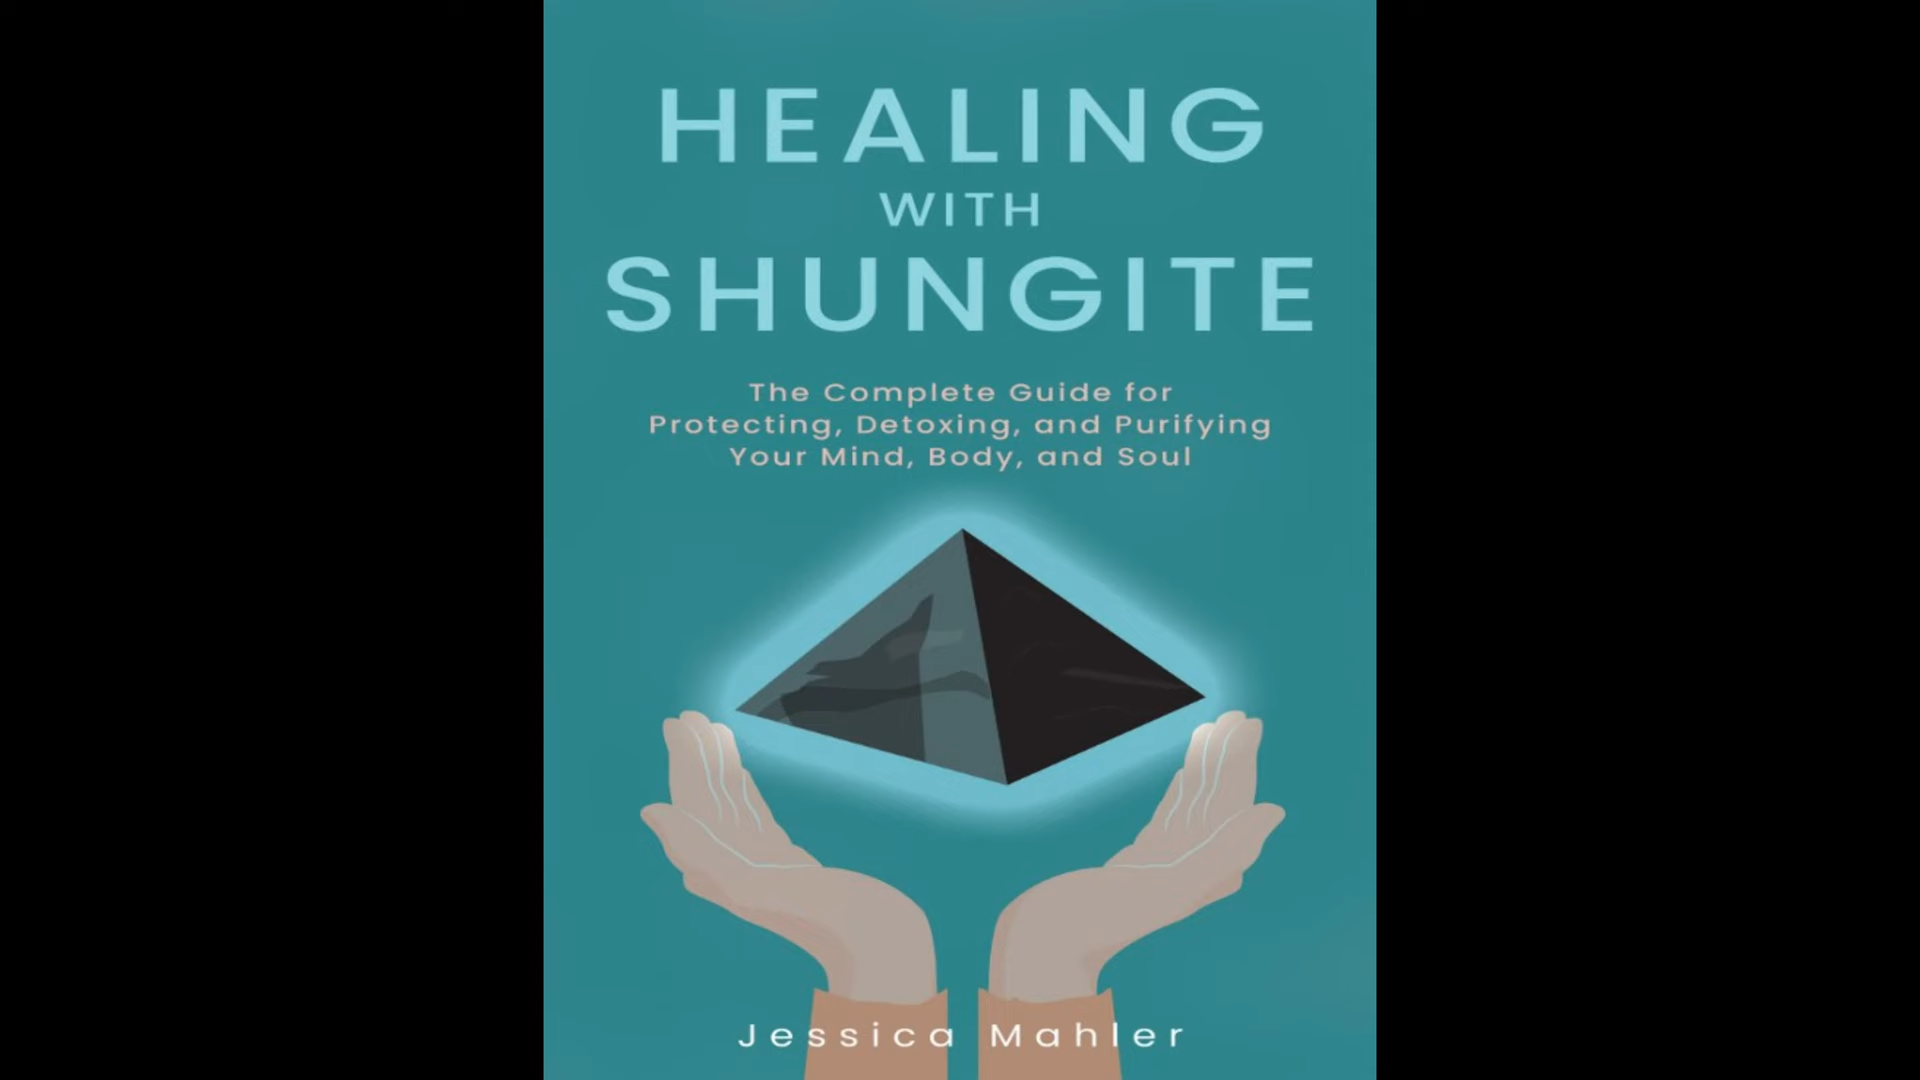 HEALING
WITH
SHUNGITE
The Complete Guide for
Protecting, Detoxing, and Purifying
Your Mind, Body, and Soul
Jessica Mahler